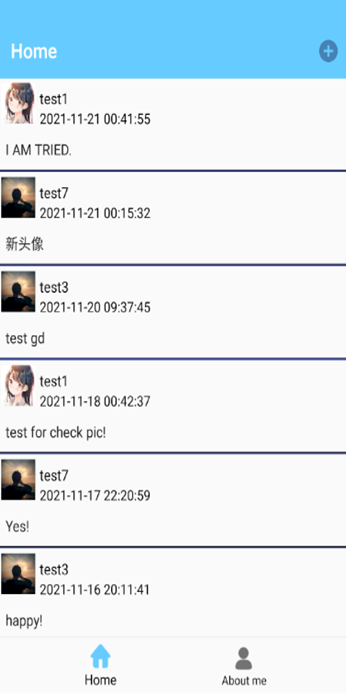 Home
test1
2021-11-21 00:41:55
I AM TRIED.
test7
2021-11-21 00:15:32
新头像
test3
2021-11-20 09:37:45
test gd
test1
2021-11-18 00:42:37
test for check pic!
test7
2021-11-17 22:20:59
Yes!
test3
2021-11-16 20:11:41
happy!
Home
About me